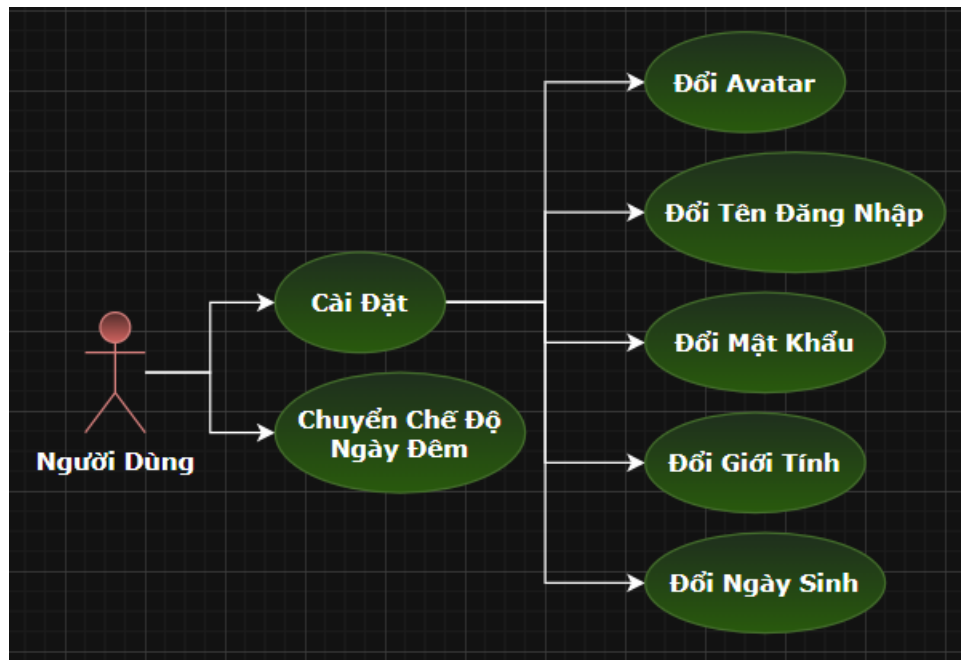 Đổi Avatar
Đổi Tên Đăng Nhập
Cài Đặt
Đổi Mật Khẩu
Chuyển Chế Độ
Ngày Đêm
Người Dùng
Đổi Giới Tính
Đổi Ngày Sinh